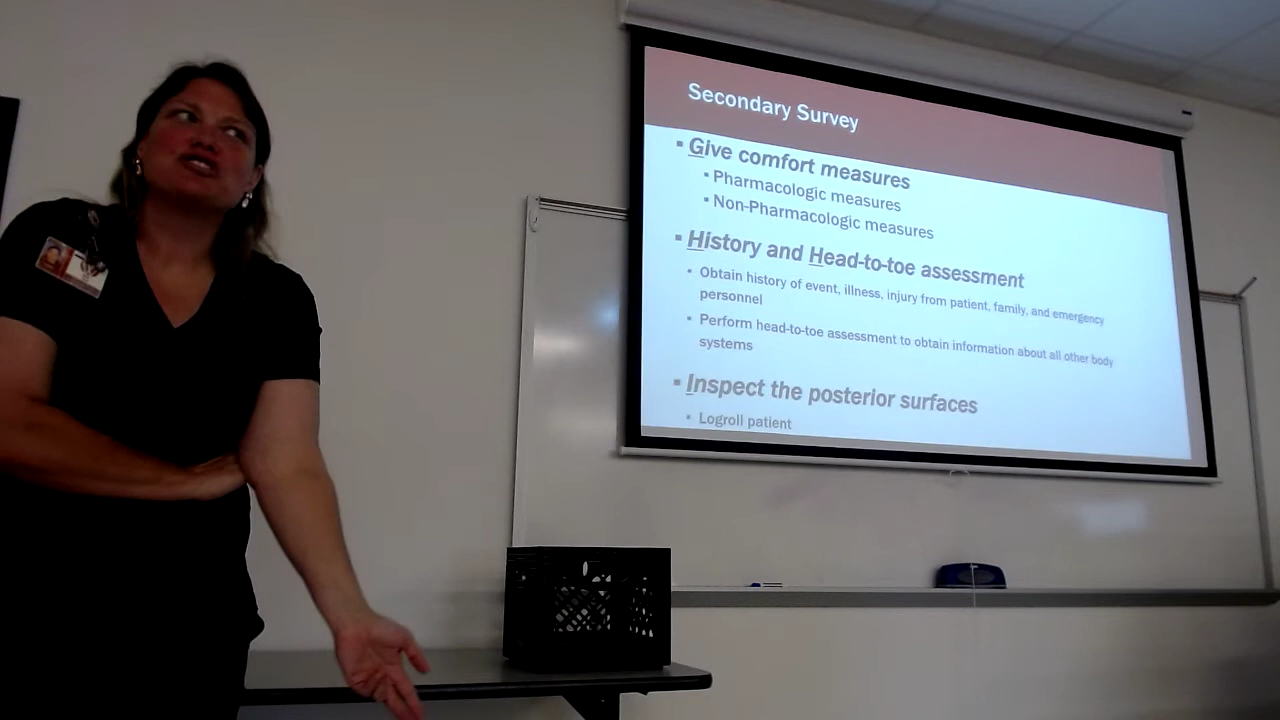 Secondary Survey
▪ Give comfort measures
▪ Pharmacologic measures
▪ Non-Pharmacologic measures
▪ History and Head-to-toe assessment
• Obtain history of event, illness, injury from patient, family, and emergency
personnel
• Perform head-to-toe assessment to obtain information about all other body
systems
▪ Inspect the posterior surfaces
• Logroll patient